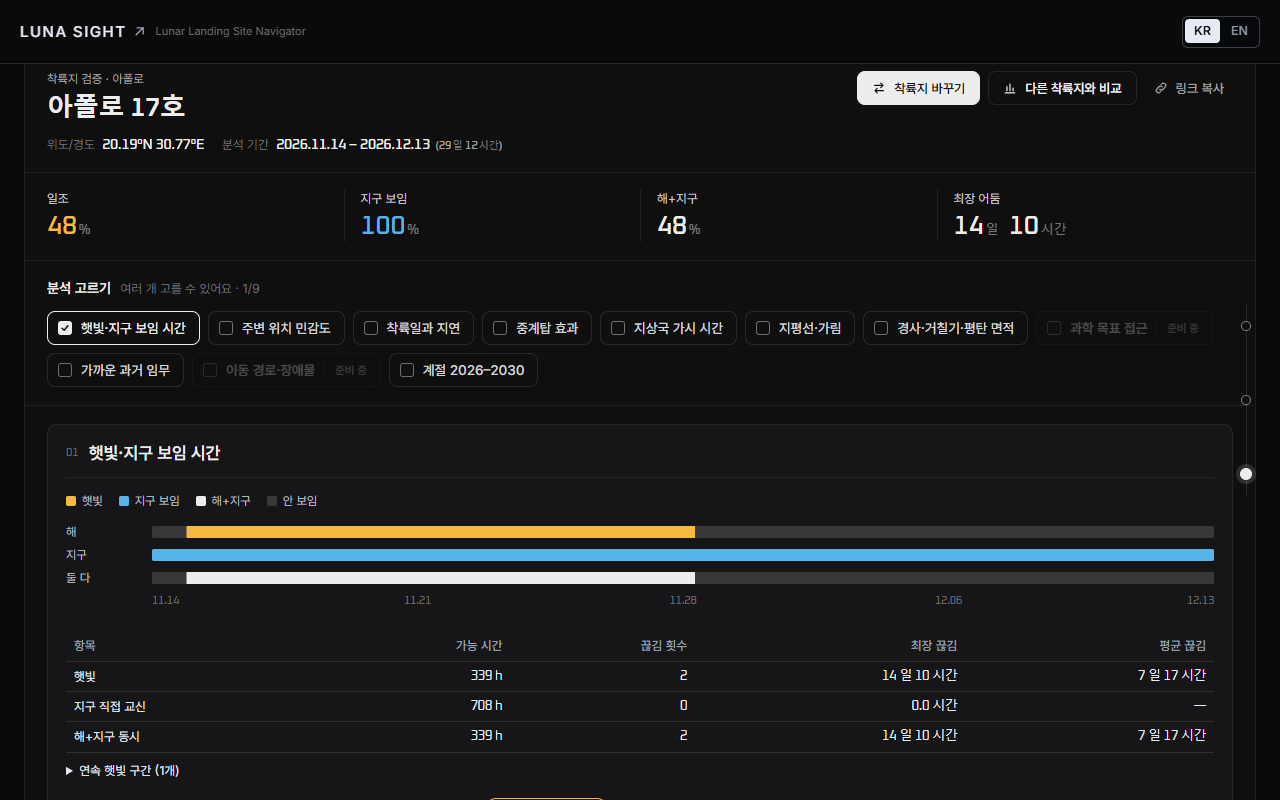 LUNA SIGHT ↗ Lunar Landing Site Navigator KR EN
착륙지 검증 · 아폴로
아폴로 17호
착륙지 바꾸기 다른 착륙지와 비교 링크 복사
위도/경도 20.19°N 30.77°E 분석 기간 2026.11.14 – 2026.12.13 (29일 12시간)
일조 지구 보임 해+지구 최장 어둠
48% 100% 48% 14일 10시간
분석 고르기 여러 개 고를 수 있어요 · 1/9
햇빛·지구 보임 시간 주변 위치 민감도 착륙일과 지연 중계탑 효과 지상국 가시 시간 지평선·가림 경사·거칠기·평탄 면적 과학 목표 접근 준비 중
가까운 과거 임무 이동 경로·장애물 준비 중 계절 2026–2030
01 햇빛·지구 보임 시간
햇빛 지구 보임 해+지구 안 보임
해
지구
둘 다
11.14 11.21 11.28 12.06 12.13
항목 가능 시간 끊김 횟수 최장 끊김 평균 끊김
햇빛 339 h 2 14 일 10 시간 7 일 17 시간
지구 직접 교신 708 h 0 0.0 시간 —
해+지구 동시 339 h 2 14 일 10 시간 7 일 17 시간
▶ 연속 햇빛 구간 (1개)